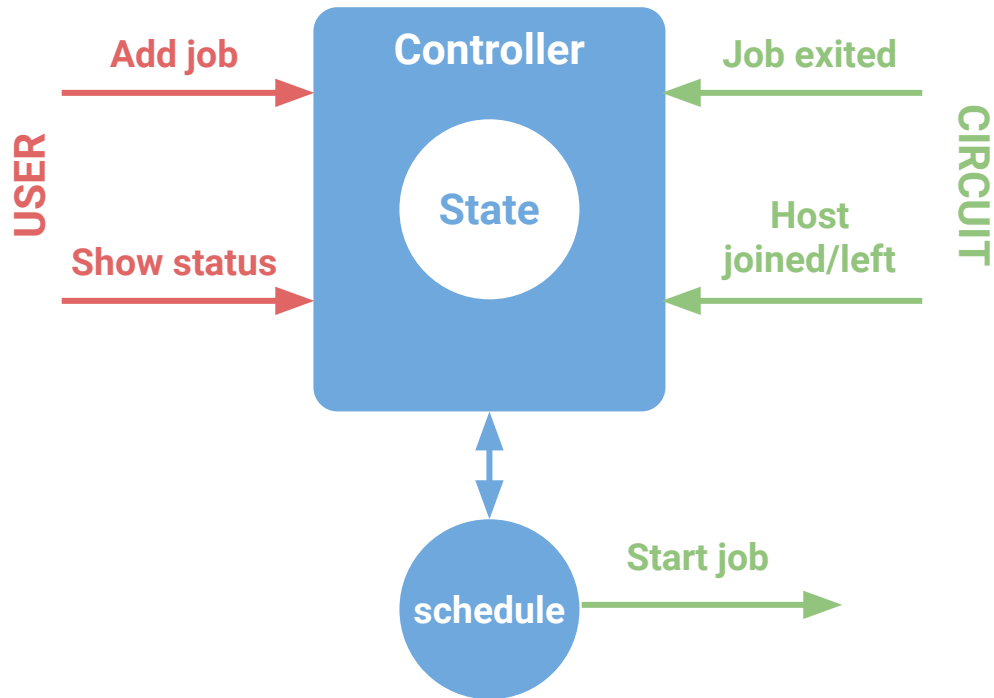 Controller
Add job
Job exited
USER
CIRCUIT
State
Host
joined/left
Show status
Start job
schedule